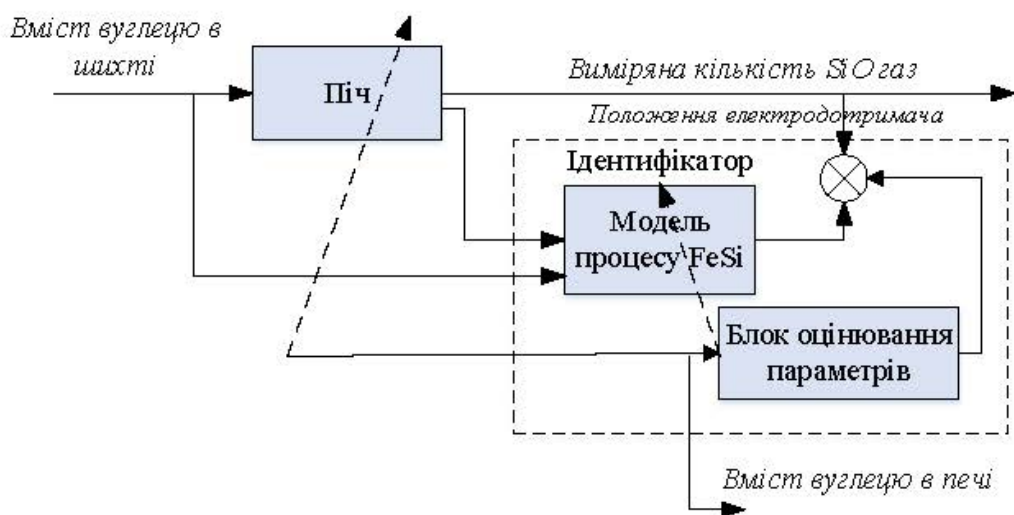 Вміст вуглецю в
шихті
Піч
Виміряна кількість SiO газ
Положення електродотримача
Ідентифікатор
Модель
процесу FeSi
Блок оцінювання
параметрів
Вміст вуглецю в печі